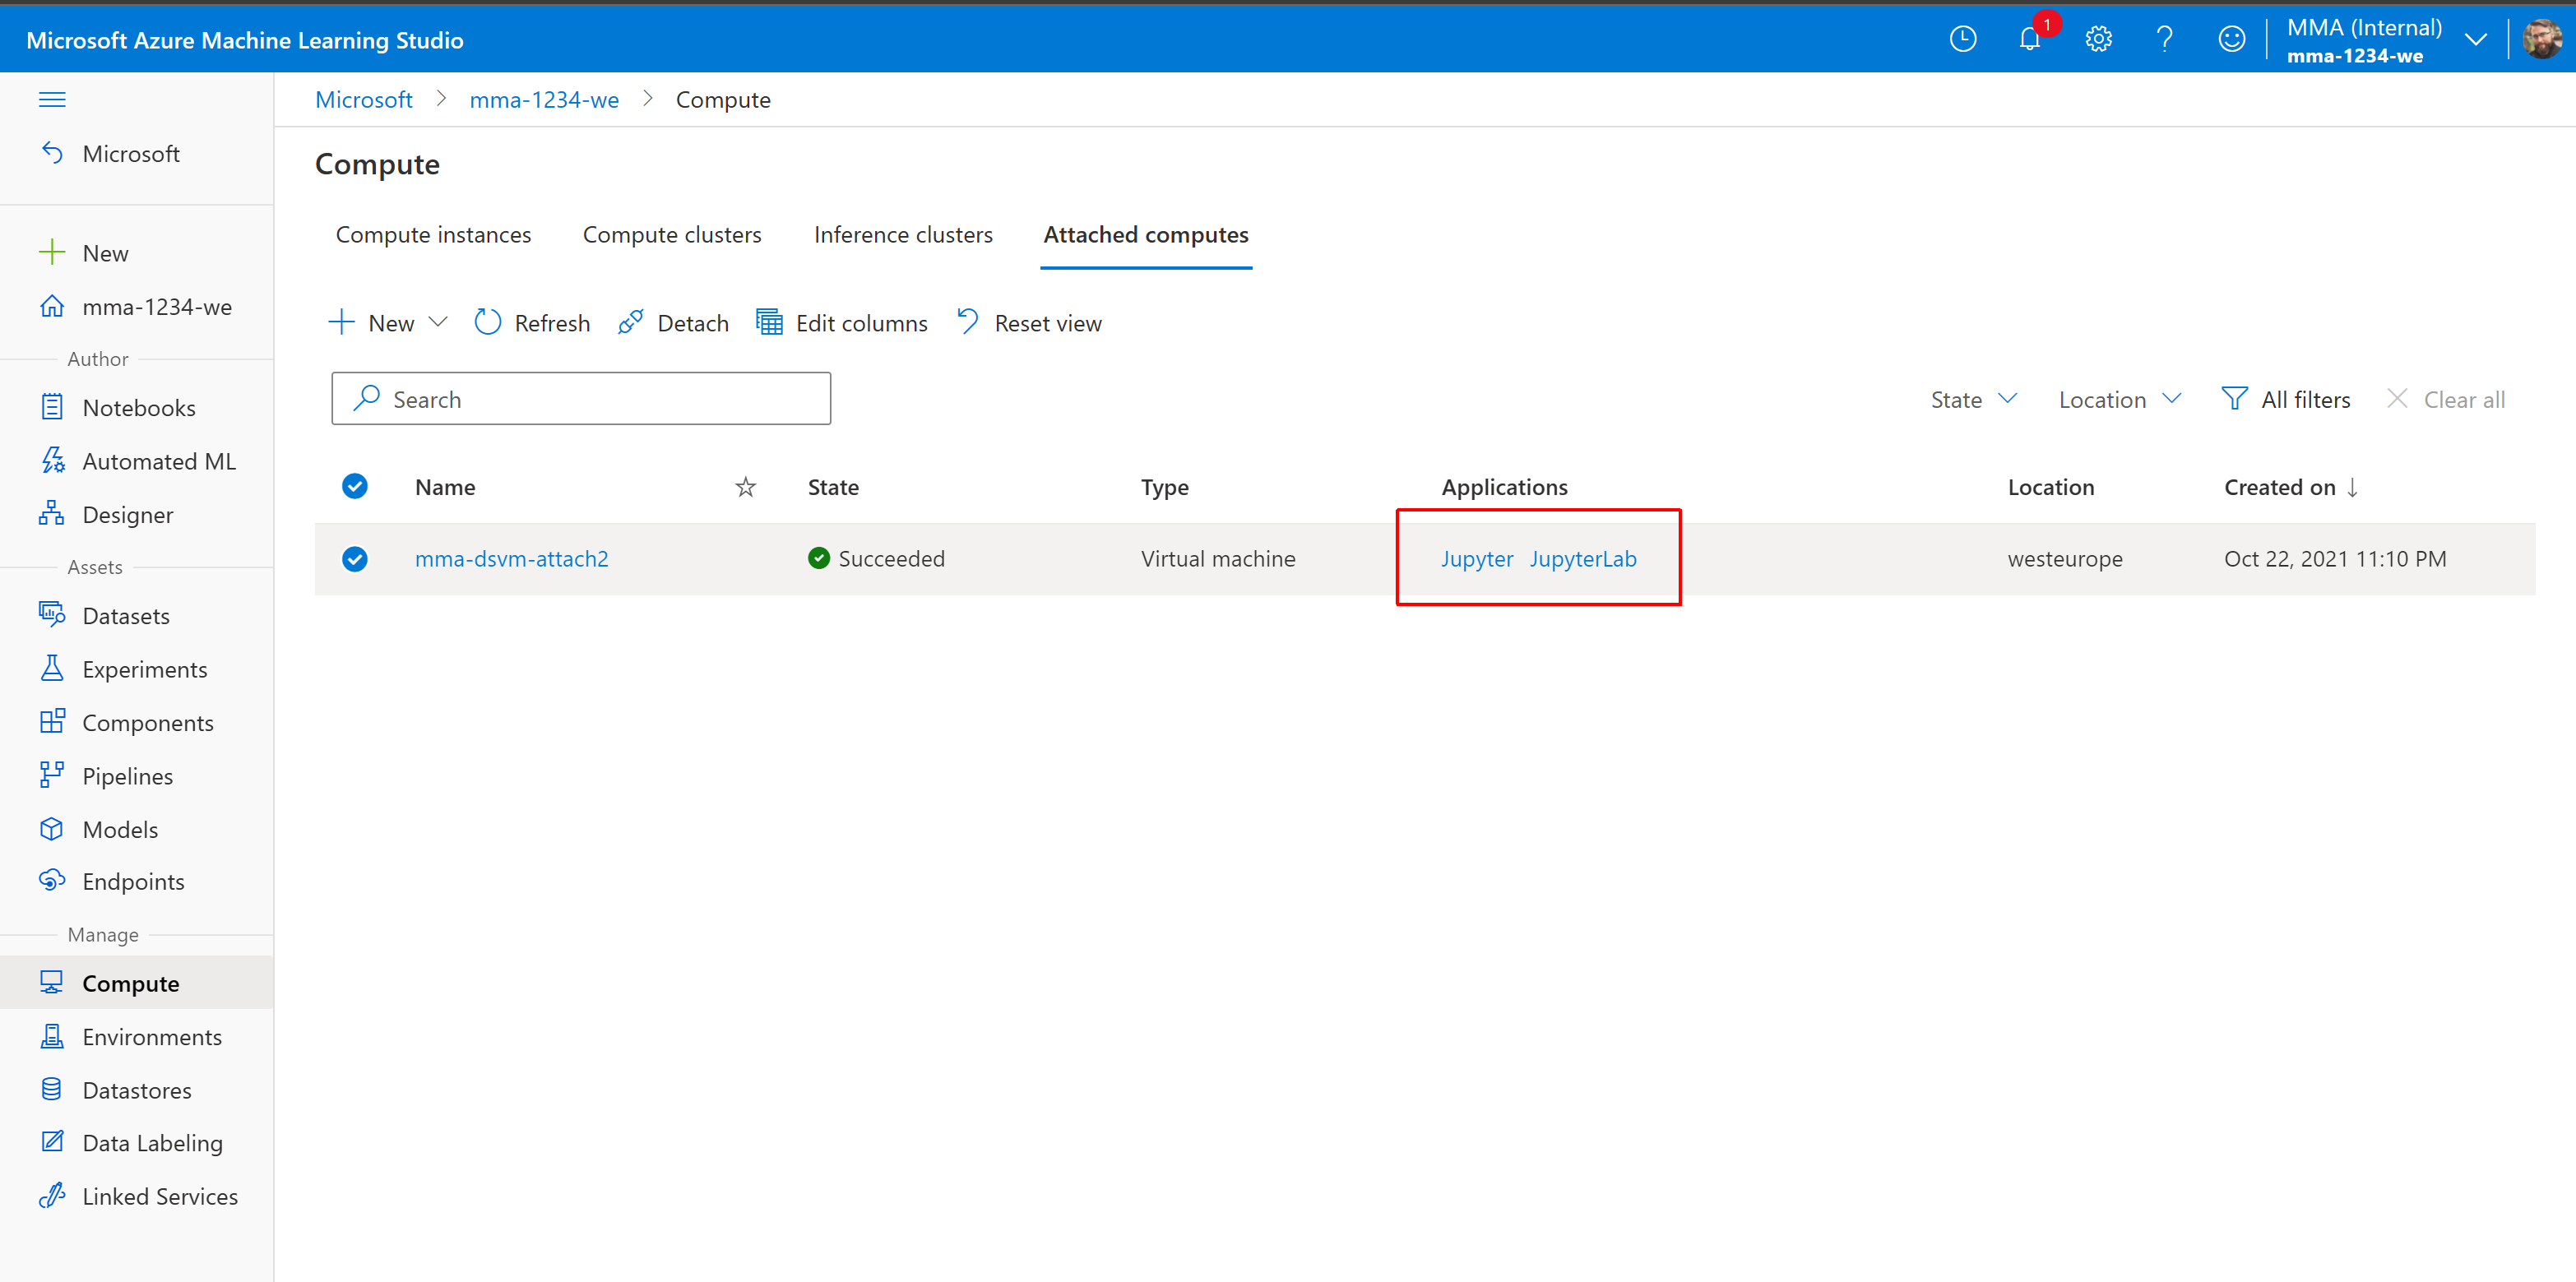 Microsoft Azure Machine Learning Studio
1
MMA (Internal)
mma-1234-we
Microsoft
New
mma-1234-we
Author
Notebooks
Automated ML
Designer
Assets
Datasets
Experiments
Components
Pipelines
Models
Endpoints
Manage
Compute
Environments
Datastores
Data Labeling
Linked Services
Microsoft > mma-1234-we > Compute
Compute
Compute instances Compute clusters Inference clusters Attached computes
New Refresh Detach Edit columns Reset view
Search State Location All filters Clear all
Name State Type Applications Location Created on ↓
mma-dsvm-attach2 Succeeded Virtual machine Jupyter JupyterLab westeurope Oct 22, 2021 11:10 PM